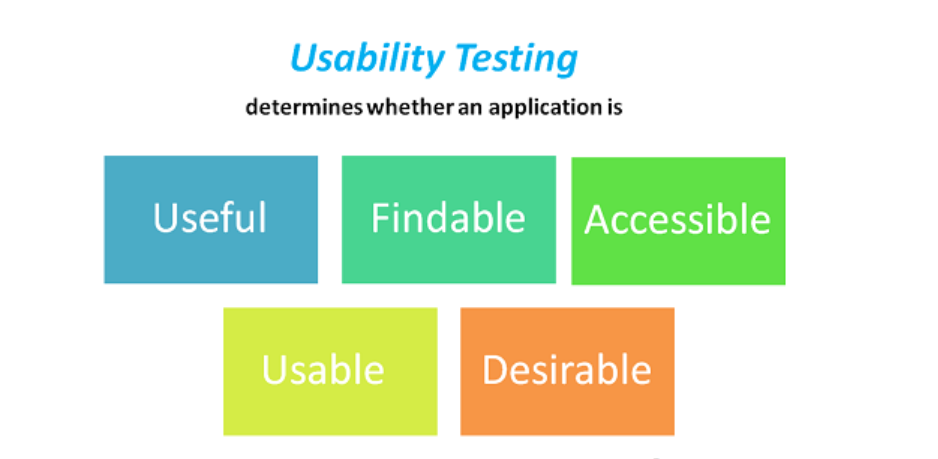 Usability Testing
determines whether an application is
Useful
Findable
Accessible
Usable
Desirable